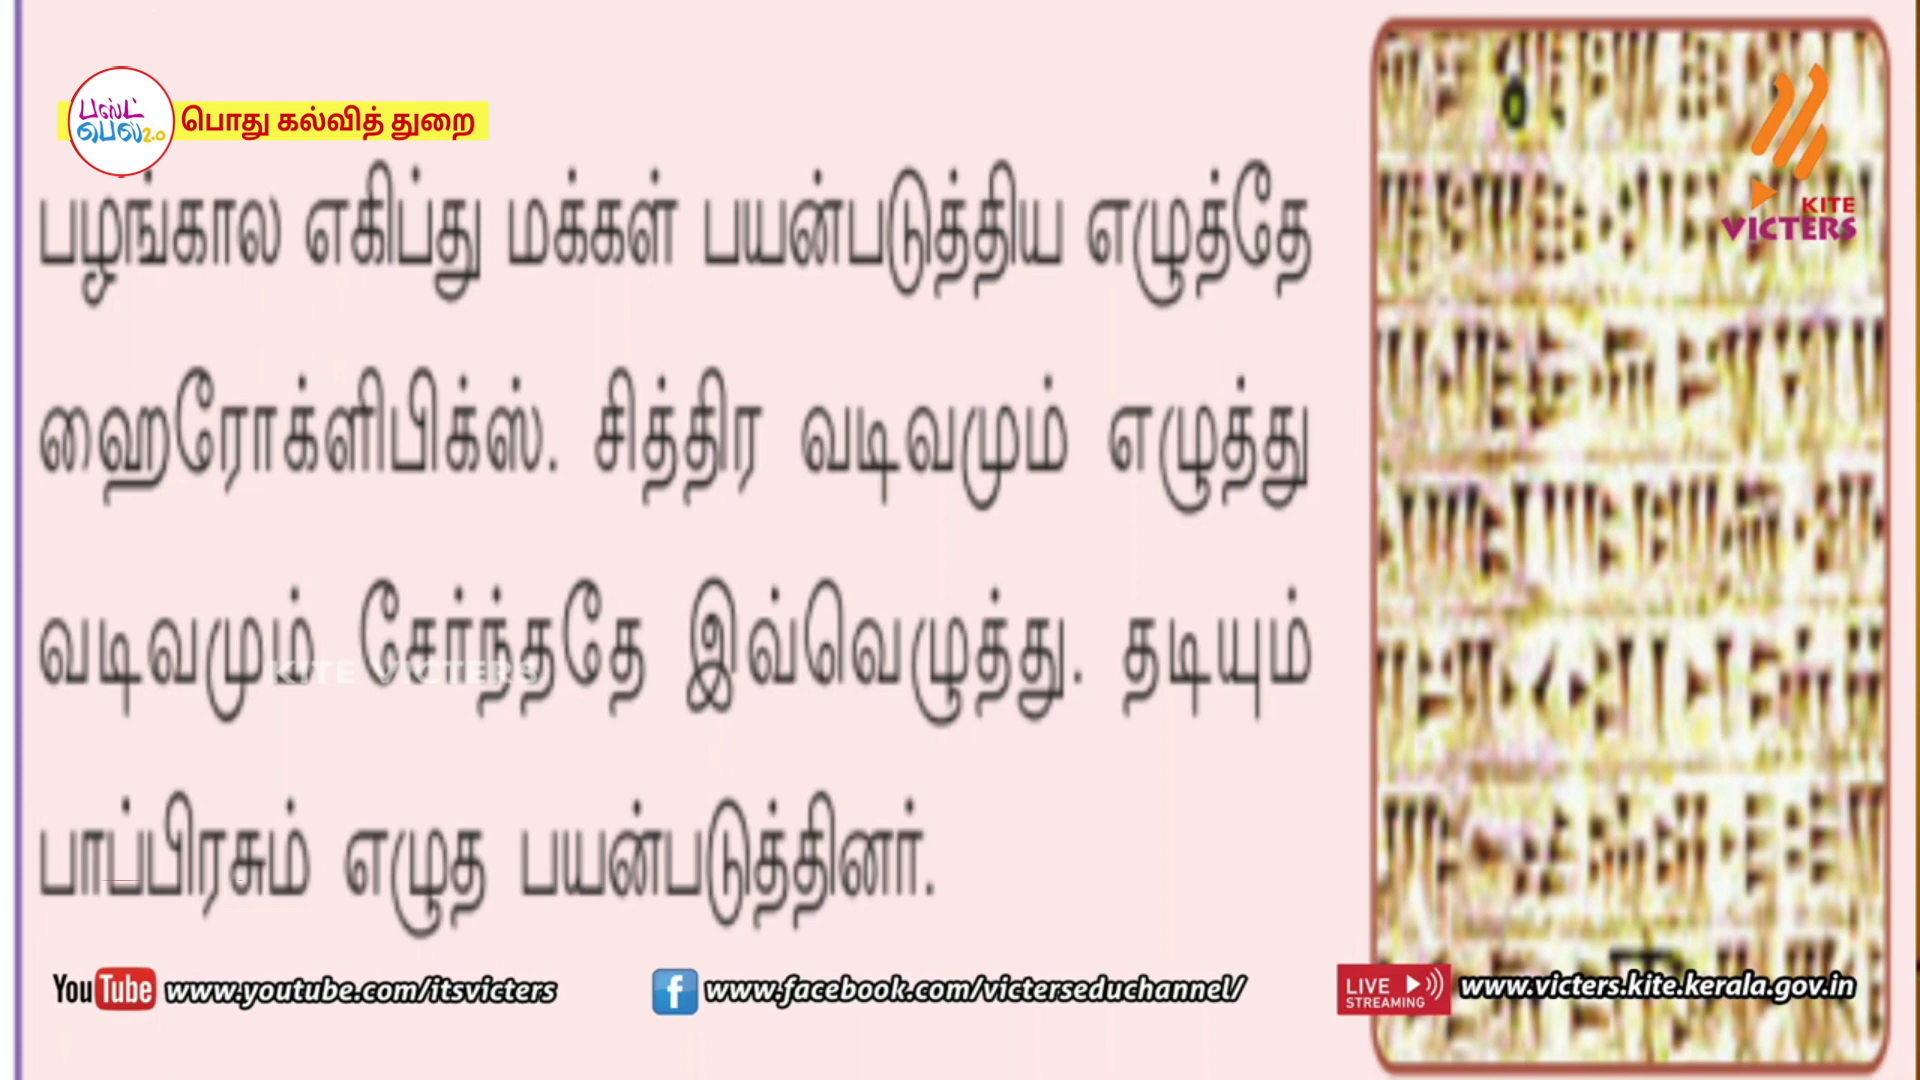 பஸ்ட்
பெல் 2.0
பொது கல்வித் துறை
KITE
VICTERS
பழங்கால எகிப்து மக்கள் பயன்படுத்திய எழுத்தே
ஹைரோக்ளிபிக்ஸ். சித்திர வடிவமும் எழுத்து
வடிவமும் சேர்ந்ததே இவ்வெழுத்து. தடியும்
KITE VICTERS
பாப்பிரசும் எழுத பயன்படுத்தினர்.
YouTube www.youtube.com/itsvicters
f www.facebook.com/victerseduchannel/
LIVE STREAMING www.victers.kite.kerala.gov.in